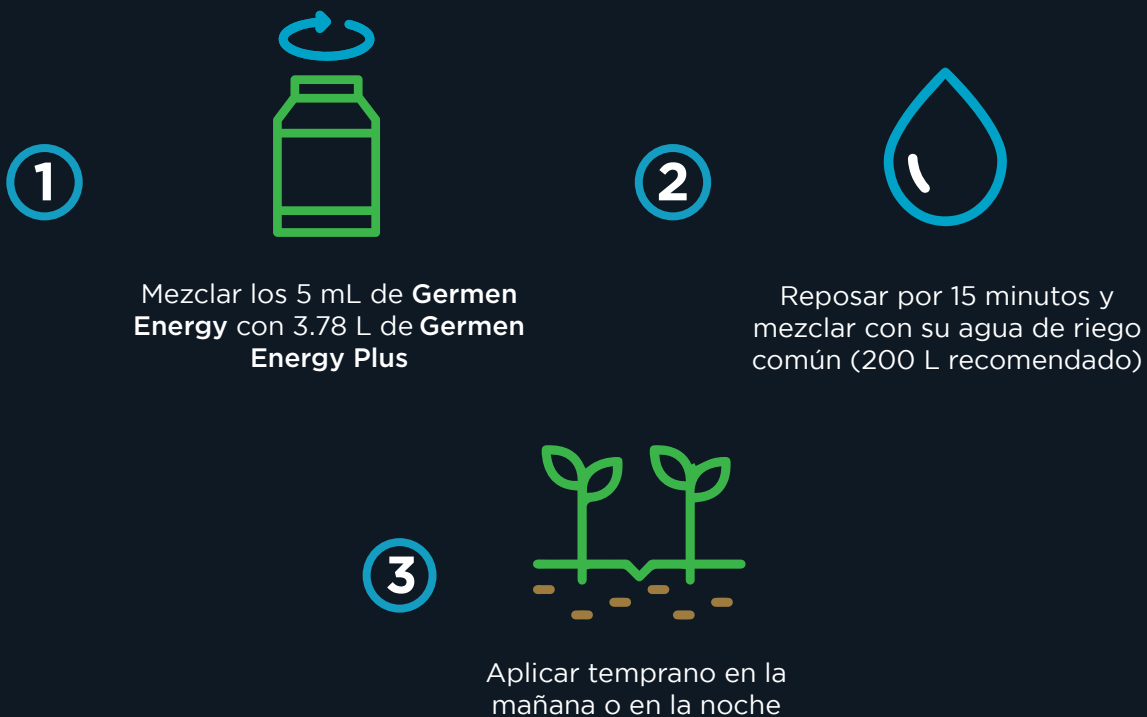 1
Mezclar los 5 mL de Germen
Energy con 3.78 L de Germen
Energy Plus
2
Reposar por 15 minutos y
mezclar con su agua de riego
común (200 L recomendado)
3
Aplicar temprano en la
mañana o en la noche